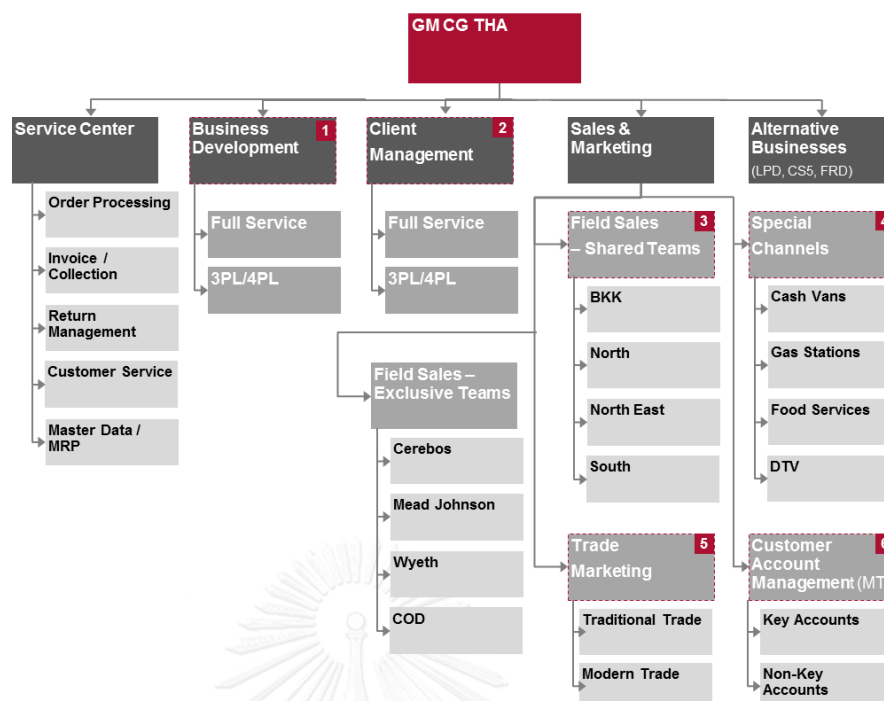 GM CG THA
Service Center
Business
Development
1
Client
Management
2
Sales &
Marketing
Alternative
Businesses
(LPD, CS5, FRD)
Order Processing
Invoice /
Collection
Return
Management
Customer Service
Master Data /
MRP
Full Service
3PL/4PL
Full Service
3PL/4PL
Field Sales –
Exclusive Teams
Cerebos
Mead Johnson
Wyeth
COD
Field Sales
– Shared Teams
3
BKK
North
North East
South
Trade
Marketing
5
Traditional Trade
Modern Trade
Special
Channels
4
Cash Vans
Gas Stations
Food Services
DTV
Customer
Account
Management (MT
6
Key Accounts
Non-Key
Accounts